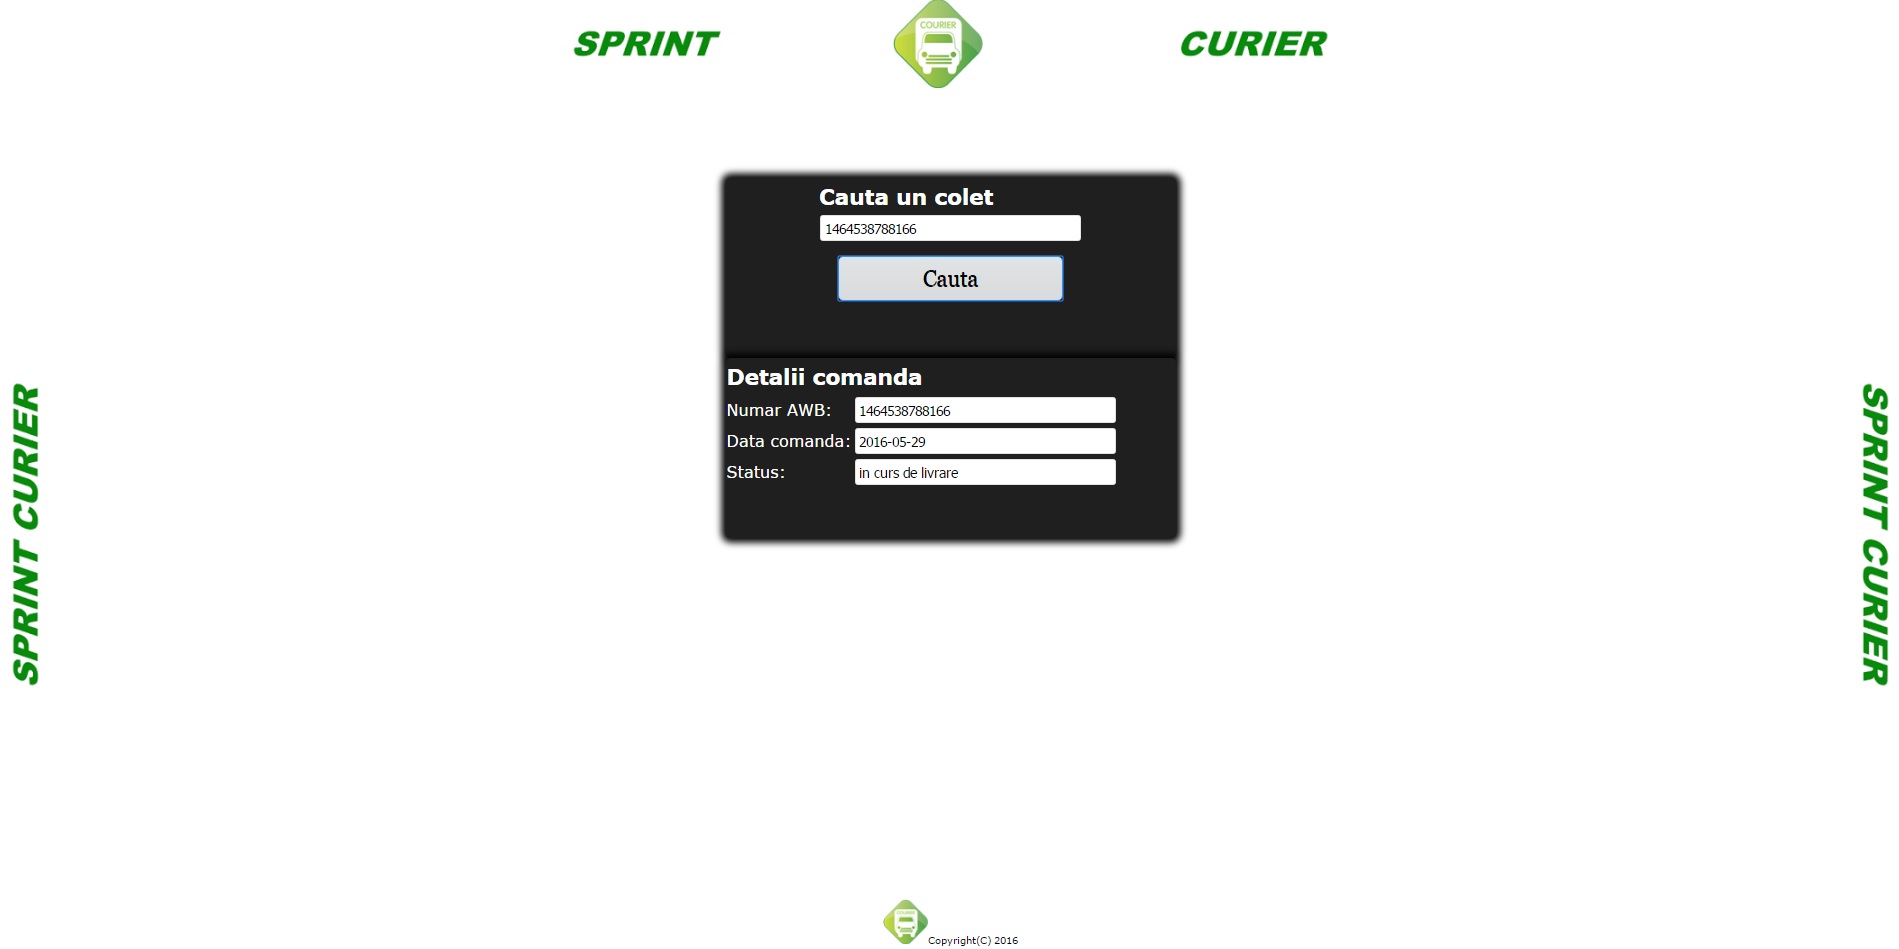 SPRINT
COURIER
CURIER
Cauta un colet
1464538788166
Cauta
Detalii comanda
Numar AWB: 1464538788166
Data comanda: 2016-05-29
Status: in curs de livrare
SPRINT CURIER
SPRINT CURIER
COURIER
Copyright(C) 2016